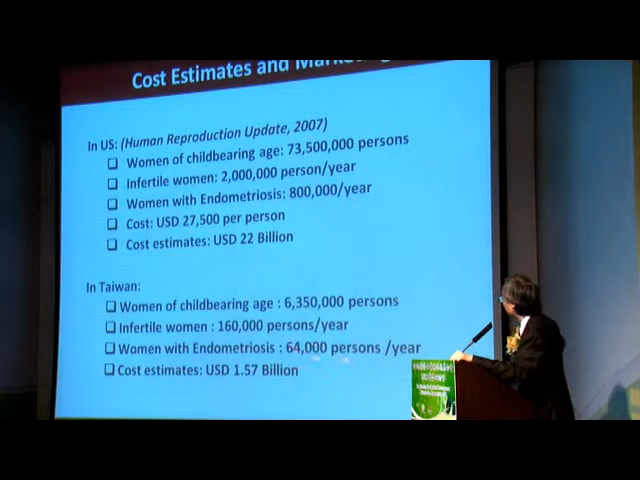 Cost Estimates and
In US: (Human Reproduction Update, 2007)
Women of childbearing age: 73,500,000 persons
Infertile women: 2,000,000 person/year
Women with Endometriosis: 800,000/year
Cost: USD 27,500 per person
Cost estimates: USD 22 Billion
In Taiwan:
Women of childbearing age : 6,350,000 persons
Infertile women : 160,000 persons/year
Women with Endometriosis : 64,000 persons /year
Cost estimates: USD 1.57 Billion